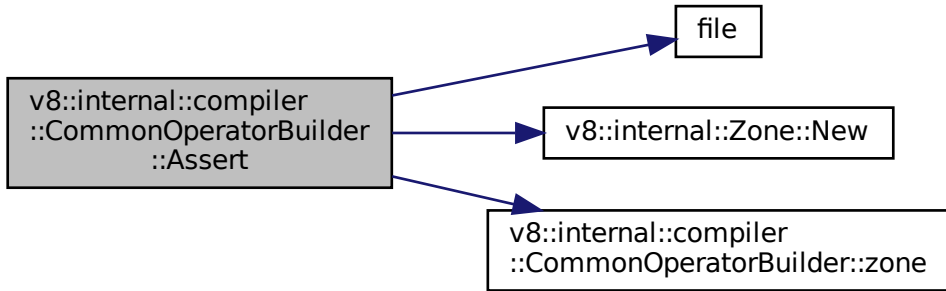 v8::internal::compiler
::CommonOperatorBuilder
::Assert
file
v8::internal::Zone::New
v8::internal::compiler
::CommonOperatorBuilder::zone